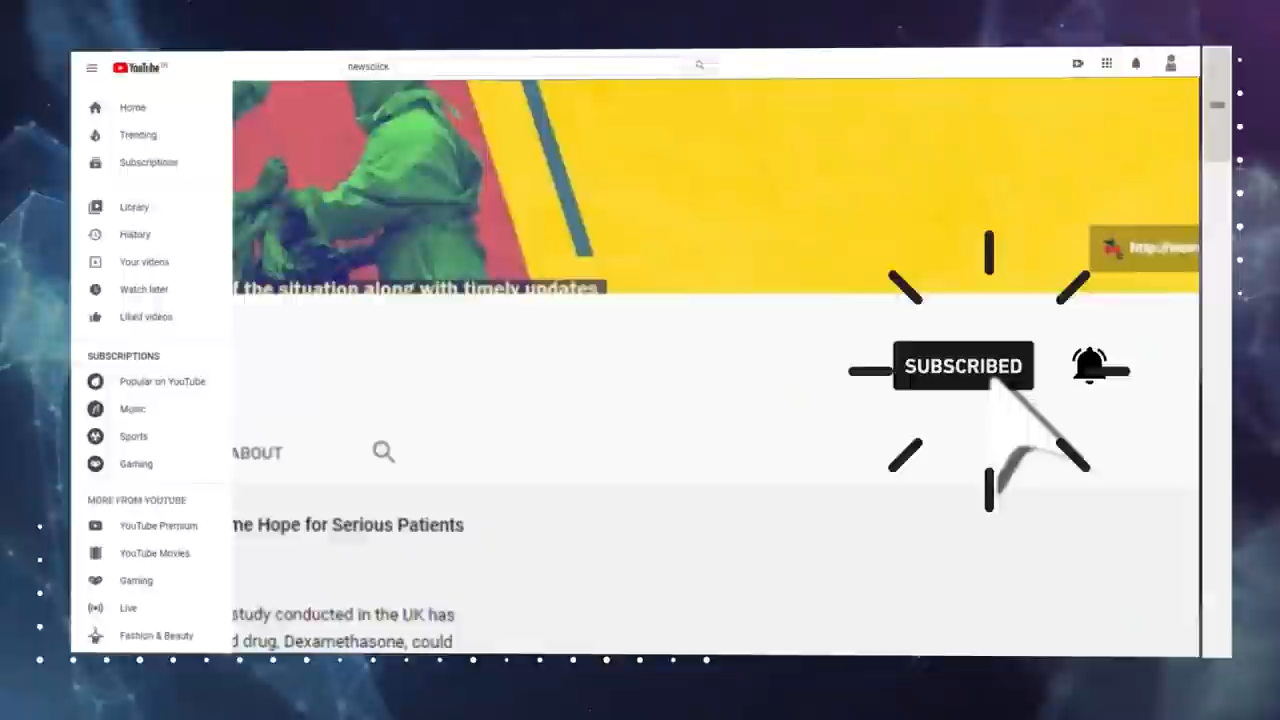 YouTube
newsclick
Home
Trending
Subscriptions
Library
History
Your videos
Watch later
Liked videos
SUBSCRIPTIONS
Popular on YouTube
Music
Sports
Gaming
MORE FROM YOUTUBE
YouTube Premium
YouTube Movies
Gaming
Live
Fashion & Beauty
f the situation along with timely updates
SUBSCRIBED
ABOUT
me Hope for Serious Patients
study conducted in the UK has
d drug, Dexamethasone, could